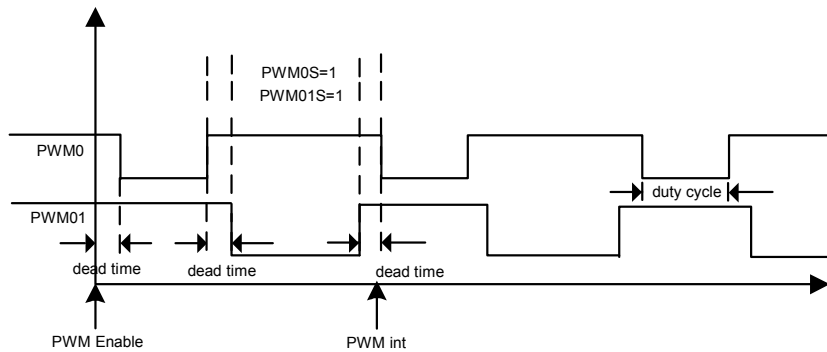 PWM0S=1
PWM01S=1
PWM0
duty cycle
PWM01
dead time
dead time
dead time
PWM Enable
PWM int